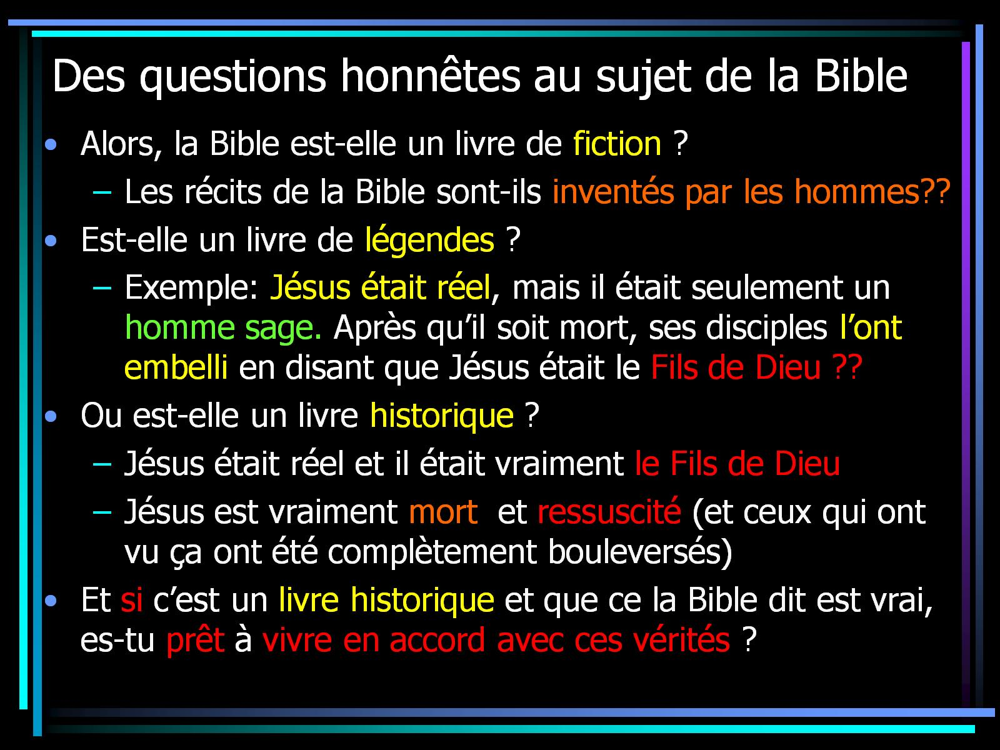 Des questions honnêtes au sujet de la Bible
• Alors, la Bible est-elle un livre de fiction ?
– Les récits de la Bible sont-ils inventés par les hommes??
• Est-elle un livre de légendes ?
– Exemple: Jésus était réel, mais il était seulement un
homme sage. Après qu’il soit mort, ses disciples l’ont
embelli en disant que Jésus était le Fils de Dieu ??
• Ou est-elle un livre historique ?
– Jésus était réel et il était vraiment le Fils de Dieu
– Jésus est vraiment mort  et ressuscité (et ceux qui ont
vu ça ont été complètement bouleversés)
• Et si c’est un livre historique et que ce la Bible dit est vrai,
es-tu prêt à vivre en accord avec ces vérités ?